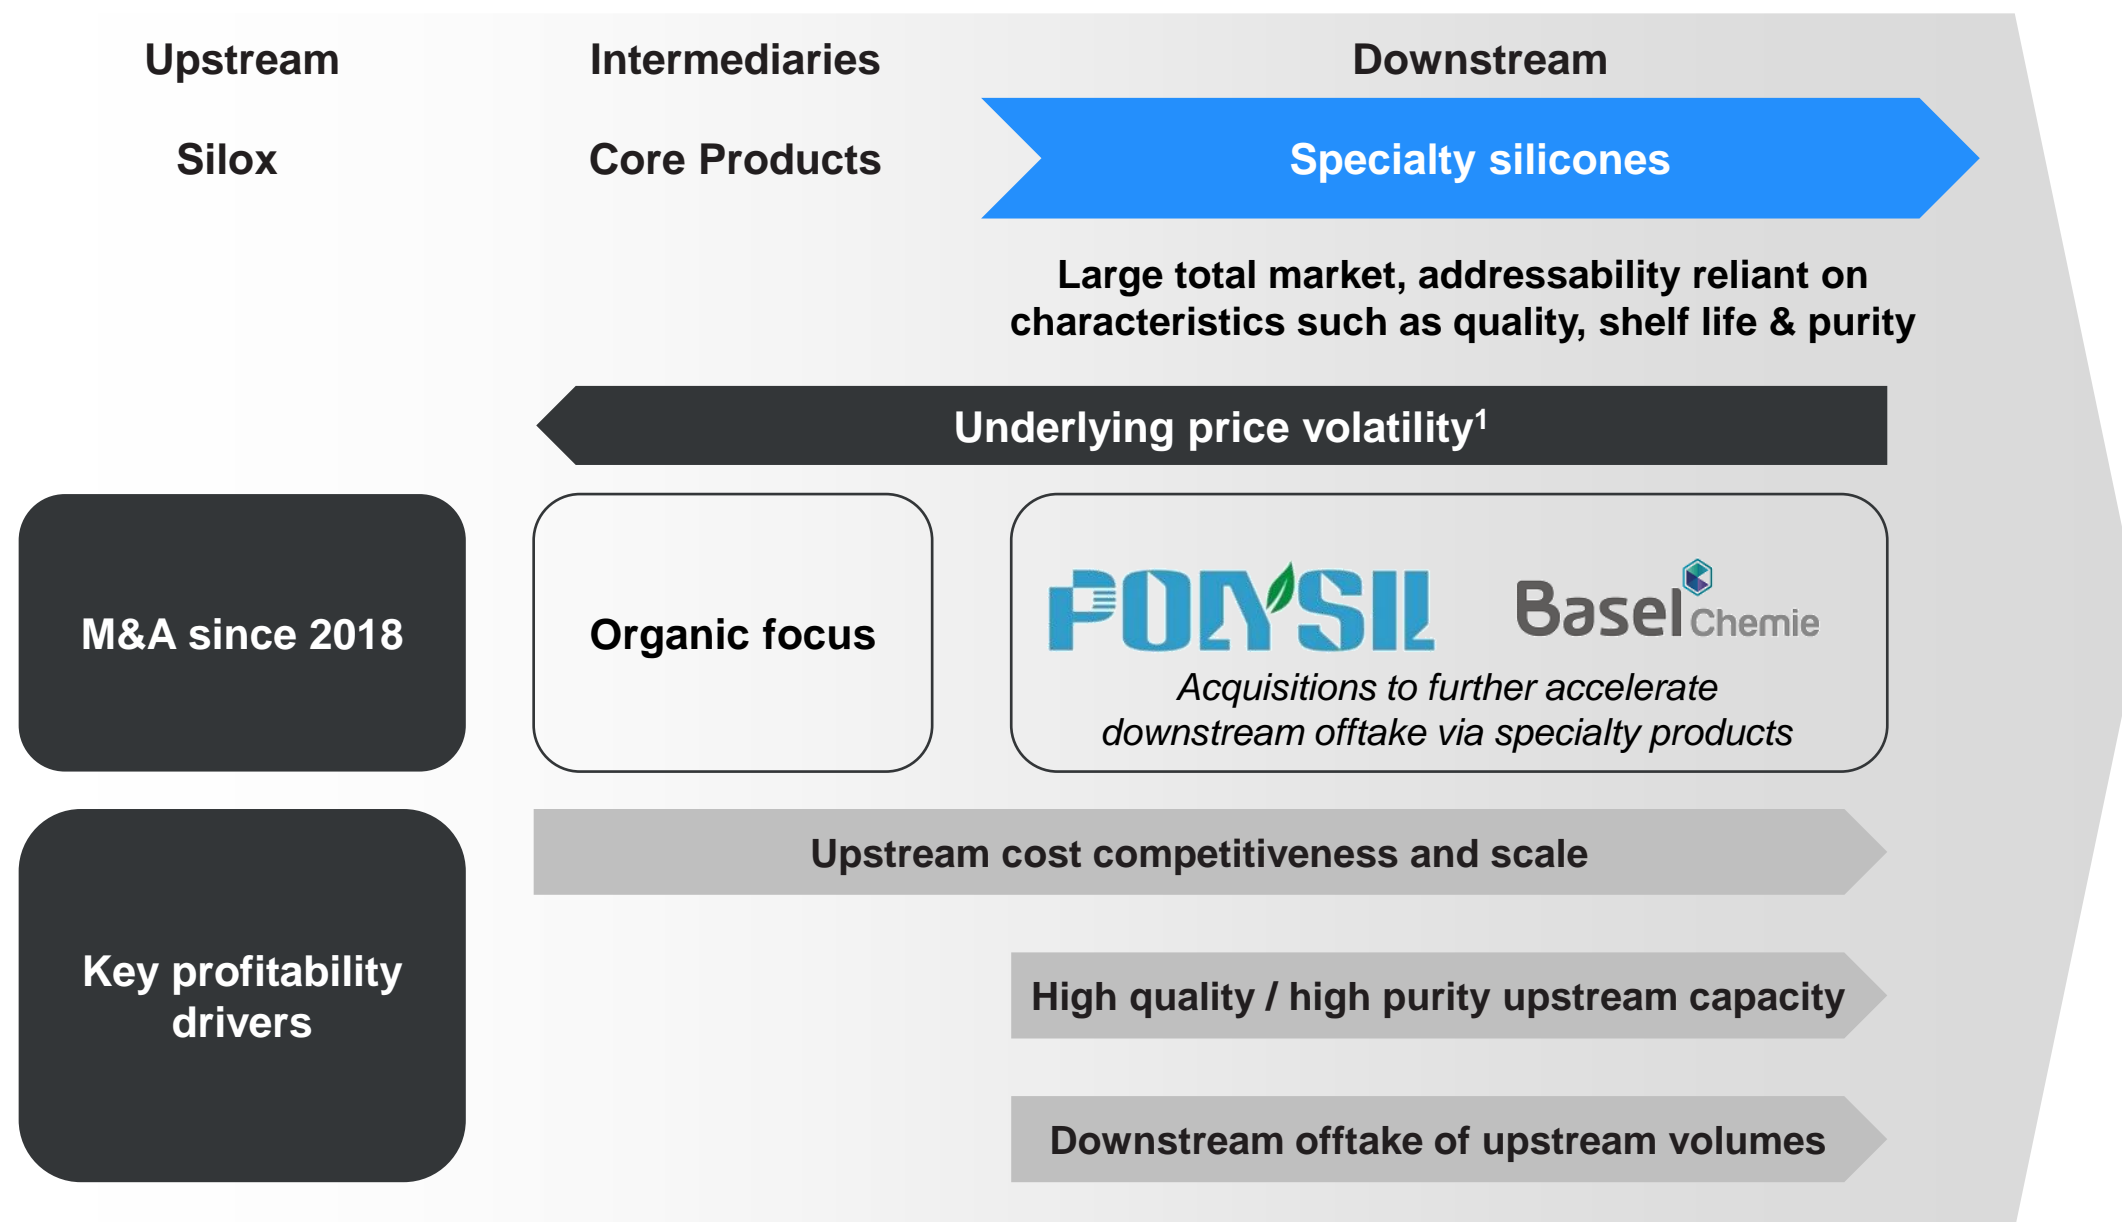 Upstream
Intermediaries
Downstream
Silox
Core Products
Specialty silicones
Large total market, addressability reliant on
characteristics such as quality, shelf life & purity
Underlying price volatility¹
M&A since 2018
Organic focus
POLYSIL
Basel Chemie
Acquisitions to further accelerate
downstream offtake via specialty products
Key profitability
drivers
Upstream cost competitiveness and scale
High quality / high purity upstream capacity
Downstream offtake of upstream volumes